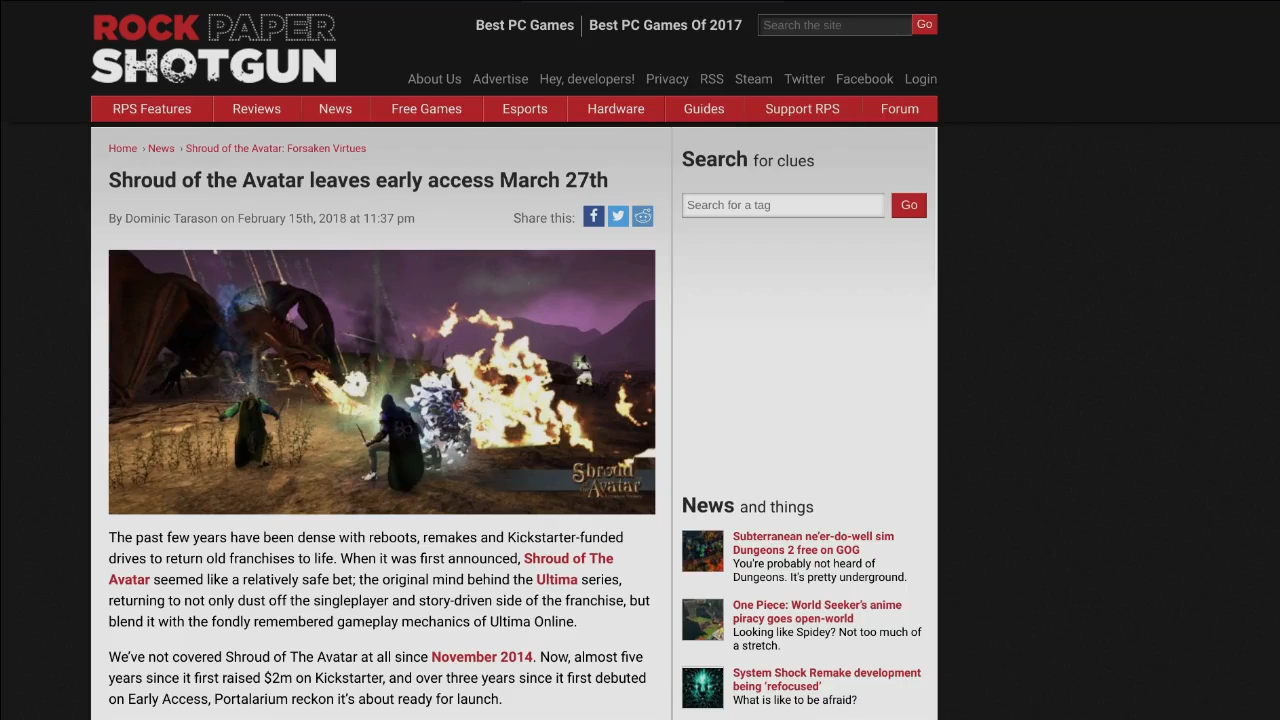 ROCK PAPER
SHOTGUN
Best PC Games
Best PC Games Of 2017
Search the site
Go
About Us
Advertise
Hey, developers!
Privacy
RSS
Steam
Twitter
Facebook
Login
RPS Features
Reviews
News
Free Games
Esports
Hardware
Guides
Support RPS
Forum
Home › News › Shroud of the Avatar: Forsaken Virtues
Shroud of the Avatar leaves early access March 27th
By Dominic Tarason on February 15th, 2018 at 11:37 pm
Share this:
Shroud
of the
Avatar
The past few years have been dense with reboots, remakes and Kickstarter-funded
drives to return old franchises to life. When it was first announced, Shroud of The
Avatar seemed like a relatively safe bet; the original mind behind the Ultima series,
returning to not only dust off the singleplayer and story-driven side of the franchise, but
blend it with the fondly remembered gameplay mechanics of Ultima Online.
We've not covered Shroud of The Avatar at all since November 2014. Now, almost five
years since it first raised $2m on Kickstarter, and over three years since it first debuted
on Early Access, Portalarium reckon it's about ready for launch.
Search for clues
Search for a tag
Go
News and things
Subterranean ne'er-do-well sim
Dungeons 2 free on GOG
You're probably not heard of
Dungeons. It's pretty underground.
One Piece: World Seeker's anime
piracy goes open-world
Looking like Spidey? Not too much of
a stretch.
System Shock Remake development
being 'refocused'
What is like to be afraid?